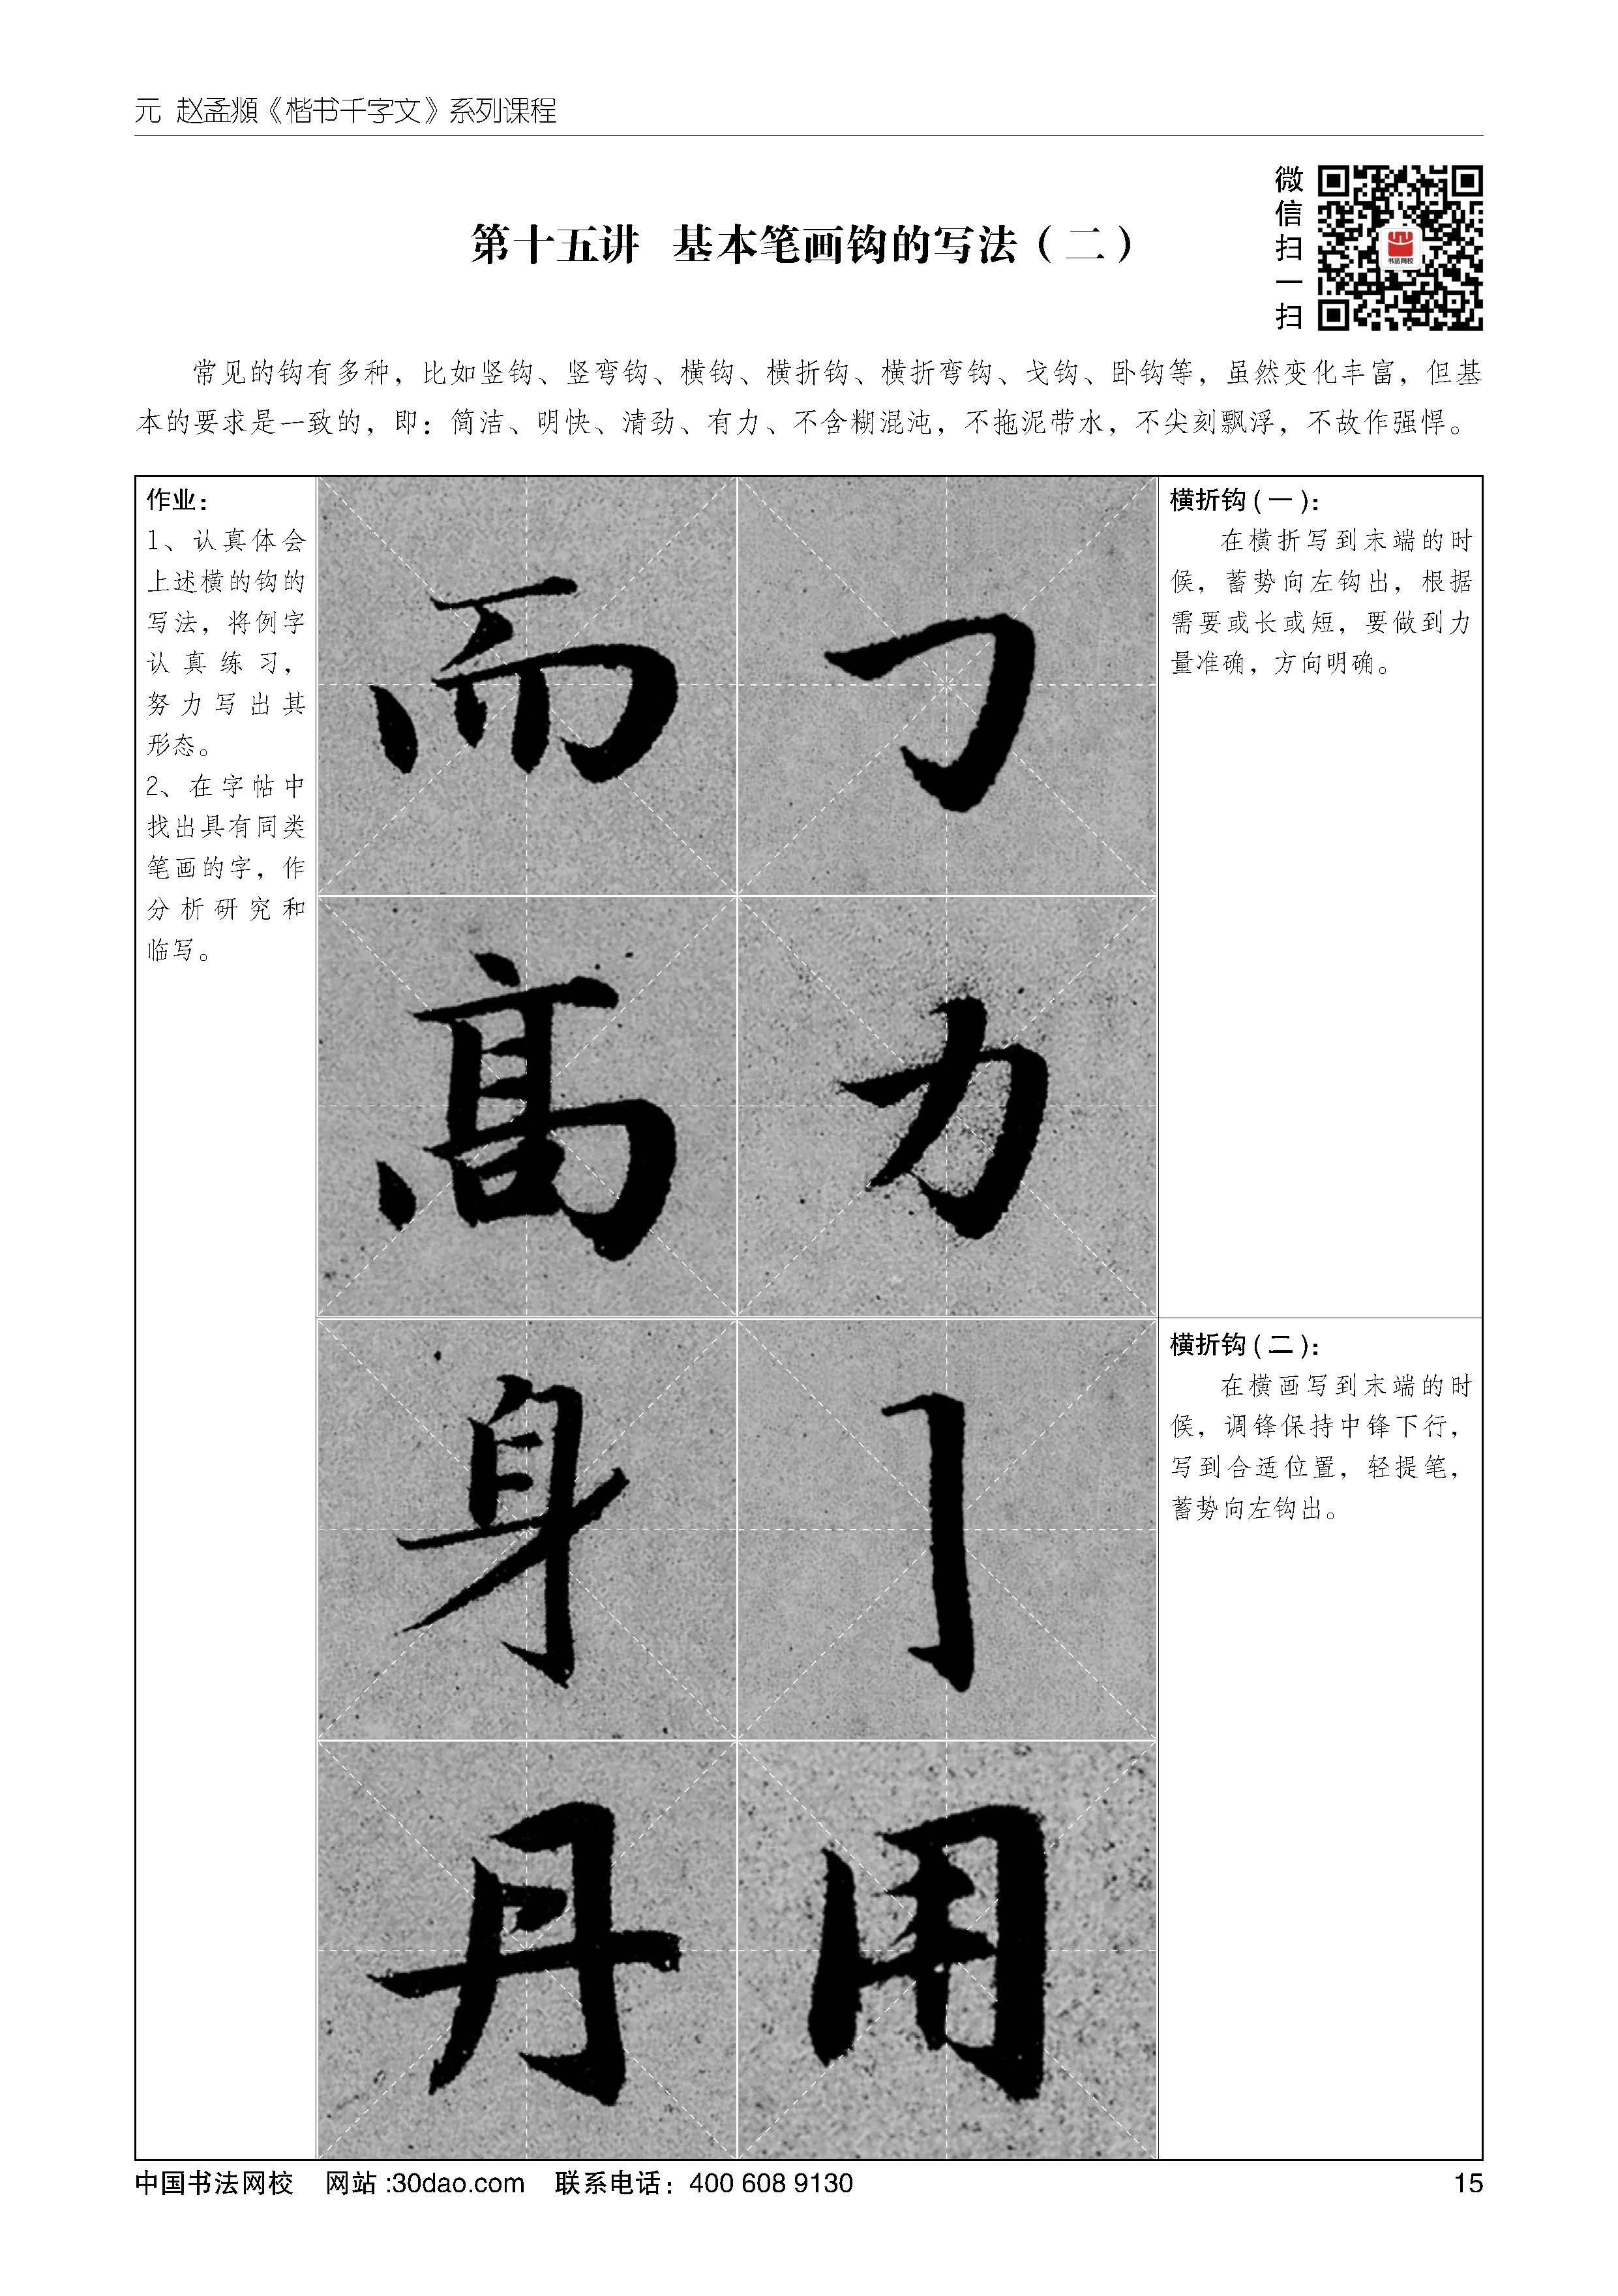 元 赵孟頫《楷书千字文》系列课程
微信扫一扫
书法网校
第十五讲 基本笔画钩的写法（二）
常见的钩有多种，比如竖钩、竖弯钩、横钩、横折钩、横折弯钩、戈钩、卧钩等，虽然变化丰富，但基
本的要求是一致的，即：简洁、明快、清劲、有力、不含糊混沌，不拖泥带水，不尖刻飘浮，不故作强悍。
作业：
1、认真体会
上述横的钩的
写法，将例字
认真练习，
努力写出其
形态。
2、在字帖中
找出具有同类
笔画的字，作
分析研究和
临写。
而
高 力
身
丹 用
横折钩(一)：
在横折写到末端的时
候，蓄势向左钩出，根据
需要或长或短，要做到力
量准确，方向明确。
横折钩(二)：
在横画写到末端的时
候，调锋保持中锋下行，
写到合适位置，轻提笔，
蓄势向左钩出。
中国书法网校 网站:30dao.com 联系电话：400 608 9130
15